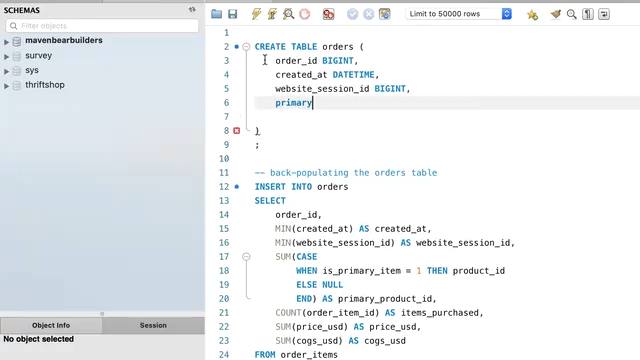 SCHEMAS
Filter objects
mavenbearbuilders
survey
sys
thriftshop
Object Info
Session
No object selected
Limit to 50000 rows
1
2 CREATE TABLE orders (
3 order_id BIGINT,
4 created_at DATETIME,
5 website_session_id BIGINT,
6 primary
7
8 )
9 ;
10
11 -- back-populating the orders table
12 INSERT INTO orders
13 SELECT
14 order_id,
15 MIN(created_at) AS created_at,
16 MIN(website_session_id) AS website_session_id,
17 SUM(CASE
18 WHEN is_primary_item = 1 THEN product_id
19 ELSE NULL
20 END) AS primary_product_id,
21 COUNT(order_item_id) AS items_purchased,
22 SUM(price_usd) AS price_usd,
23 SUM(cogs_usd) AS cogs_usd
24 FROM order_items